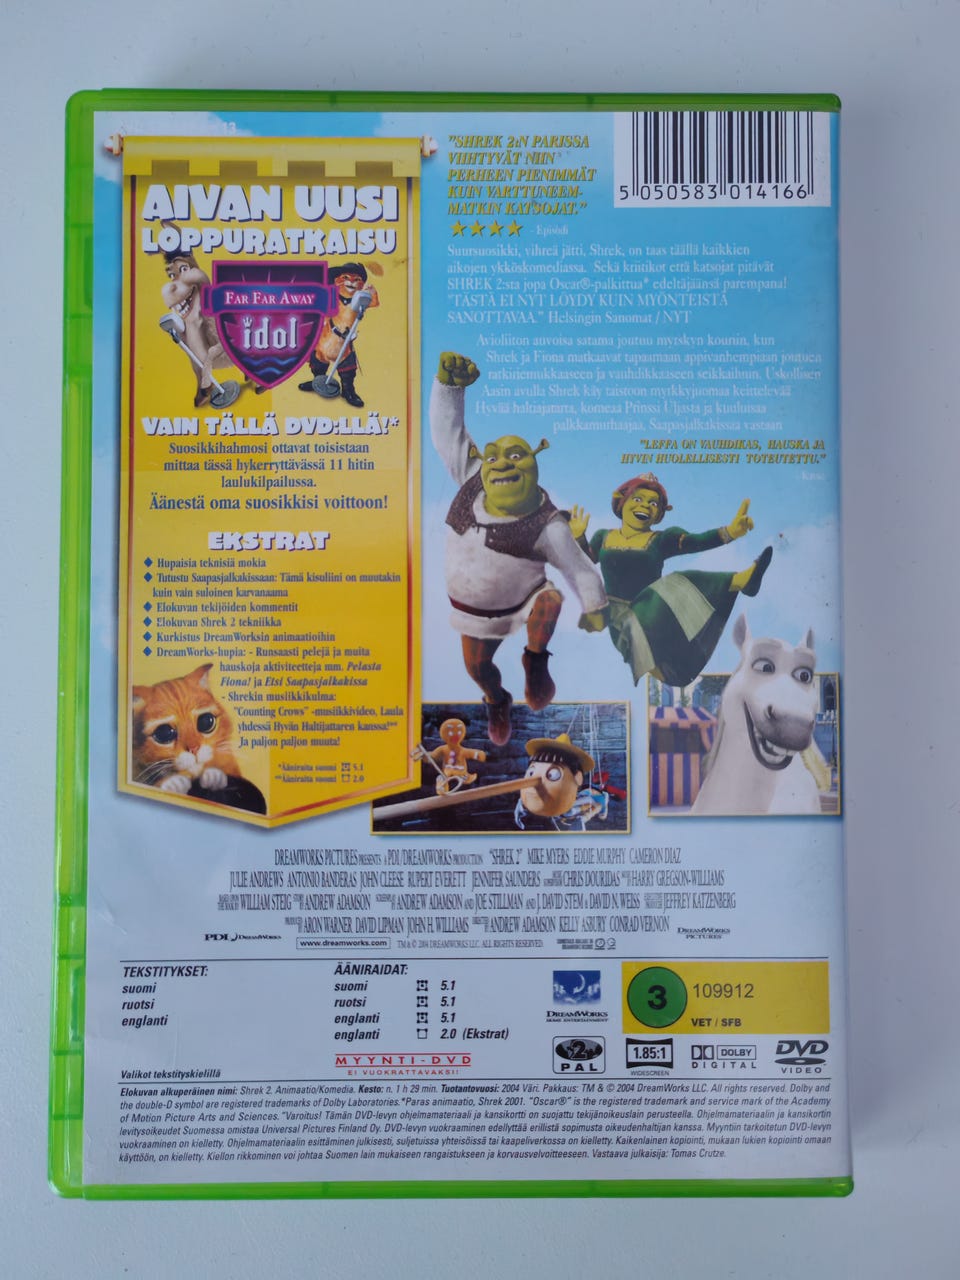 AIVAN UUSI
LOPPURATKAISU
FAR FAR AWAY
idol
VAIN TÄLLÄ DVD:LLÄ!*
Suosikkihahmosi ottavat toisistaan
mittaa tässä hykerryttävässä 11 hitin
laulukilpailussa.
Äänestä oma suosikkisi voittoon!
EKSTRAT
◆ Hupaisia teknisiä mokia
◆ Tutustu Saapasjalkakissaan: Tämä kisuliini on muutakin
kuin vain suloinen karvanaama
◆ Elokuvan tekijöiden kommentit
◆ Elokuvan Shrek 2 tekniikka
◆ Kurkistus DreamWorksin animaatioihin
◆ DreamWorks-hupia: - Runsaasti pelejä ja muita
hauskoja aktiviteetteja mm. Pelasta
Fiona! ja Etsi Saapasjalkakissa
- Shrekin musiikkikulma:
"Counting Crows" -musiikkivideo, Laula
yhdessä Hyvän Haltijattaren kanssa!**
Ja paljon paljon muuta!
*Ääniraita suomi 5.1
**Ääniraita suomi 2.0
"SHREK 2:N PARISSA
VIIHTYVÄT NIIN
PERHEEN PIENIMMÄT
KUIN VARTTUNEEM-
MATKIN KATSOJAT."
★★★★ - Episodi
5 050583 014166
Suursuosikki, vihreä jätti, Shrek, on taas täällä kaikkien
aikojen ykköskomediassa. Sekä kriitikot että katsojat pitävät
SHREK 2:sta jopa Oscar®-palkittua* edeltäjäänsä parempana!
"TÄSTÄ EI NYT LÖYDY KUIN MYÖNTEISTÄ
SANOTTAVAA." Helsingin Sanomat / NYT
Avioliiton auvoisa satama joutuu myrskyn kouriin, kun
Shrek ja Fiona matkaavat tapaamaan appivanhempiaan joutuen
ratkiriemukkaaseen ja vauhdikkaaseen seikkailuun. Uskollisen
Aasin avulla Shrek käy taistoon myrkkyjuomaa keittelevää
Hyvää haltijatarta, komeaa Prinssi Uljasta ja kuuluisaa
palkkamurhaajaa, Saapasjalkakissaa vastaan
"LEFFA ON VAUHDIKAS, HAUSKA JA
HYVIN HUOLELLISESTI TOTEUTETTU."
DREAMWORKS PICTURES PRESENTS A PDI/DREAMWORKS PRODUCTION "SHREK 2" MIKE MYERS EDDIE MURPHY CAMERON DIAZ
JULIE ANDREWS ANTONIO BANDERAS JOHN CLEESE RUPERT EVERETT JENNIFER SAUNDERS CHRIS DOURIDAS HARRY GREGSON-WILLIAMS
WILLIAM STEIG ANDREW ADAMSON ANDREW ADAMSON AND JOE STILLMAN AND J. DAVID STEM & DAVID N. WEISS JEFFREY KATZENBERG
ARON WARNER DAVID LIPMAN JOHN H. WILLIAMS ANDREW ADAMSON KELLY ASBURY CONRAD VERNON
PDI DREAMWORKS www.dreamworks.com TM & © 2004 DREAMWORKS LLC. ALL RIGHTS RESERVED. DREAMWORKS PICTURES
TEKSTITYKSET:
suomi
ruotsi
englanti
Valikot tekstityskielillä
ÄÄNIRAIDAT:
suomi 5.1
ruotsi 5.1
englanti 5.1
englanti 2.0 (Ekstrat)
MYYNTI-DVD
EI VUOKRATTAVAKSI
DREAMWORKS
HOME ENTERTAINMENT
3 109912
VET / SFB
2
PAL
1.85:1
WIDESCREEN
DOLBY
DIGITAL
DVD
VIDEO
Elokuvan alkuperäinen nimi: Shrek 2. Animaatio/Komedia. Kesto: n. 1 h 29 min. Tuotantovuosi: 2004 Väri. Pakkaus: TM & © 2004 DreamWorks LLC. All rights reserved. Dolby and
the double-D symbol are registered trademarks of Dolby Laboratories.*Paras animaatio, Shrek 2001. "Oscar®" is the registered trademark and service mark of the Academy
of Motion Picture Arts and Sciences. "Varoitus! Tämän DVD-levyn ohjelmamateriaali ja kansikortti on suojattu tekijänoikeuslain perusteella. Ohjelmamateriaalin ja kansikortin
levitysoikeudet Suomessa omistaa Universal Pictures Finland Oy. DVD-levyn vuokraaminen edellyttää erillistä sopimusta oikeudenhaltijan kanssa. Myyntiin tarkoitetun DVD-levyn
vuokraaminen on kielletty. Ohjelmamateriaalin esittäminen julkisesti, suljetuissa yhteisöissä tai kaapeliverkossa on kielletty. Kaikenlainen kopiointi, mukaan lukien kopiointi omaan
käyttöön, on kielletty. Kiellon rikkominen voi johtaa Suomen lain mukaiseen rangaistukseen ja korvausvelvoitteeseen. Vastaava julkaisija: Tomas Crutze.